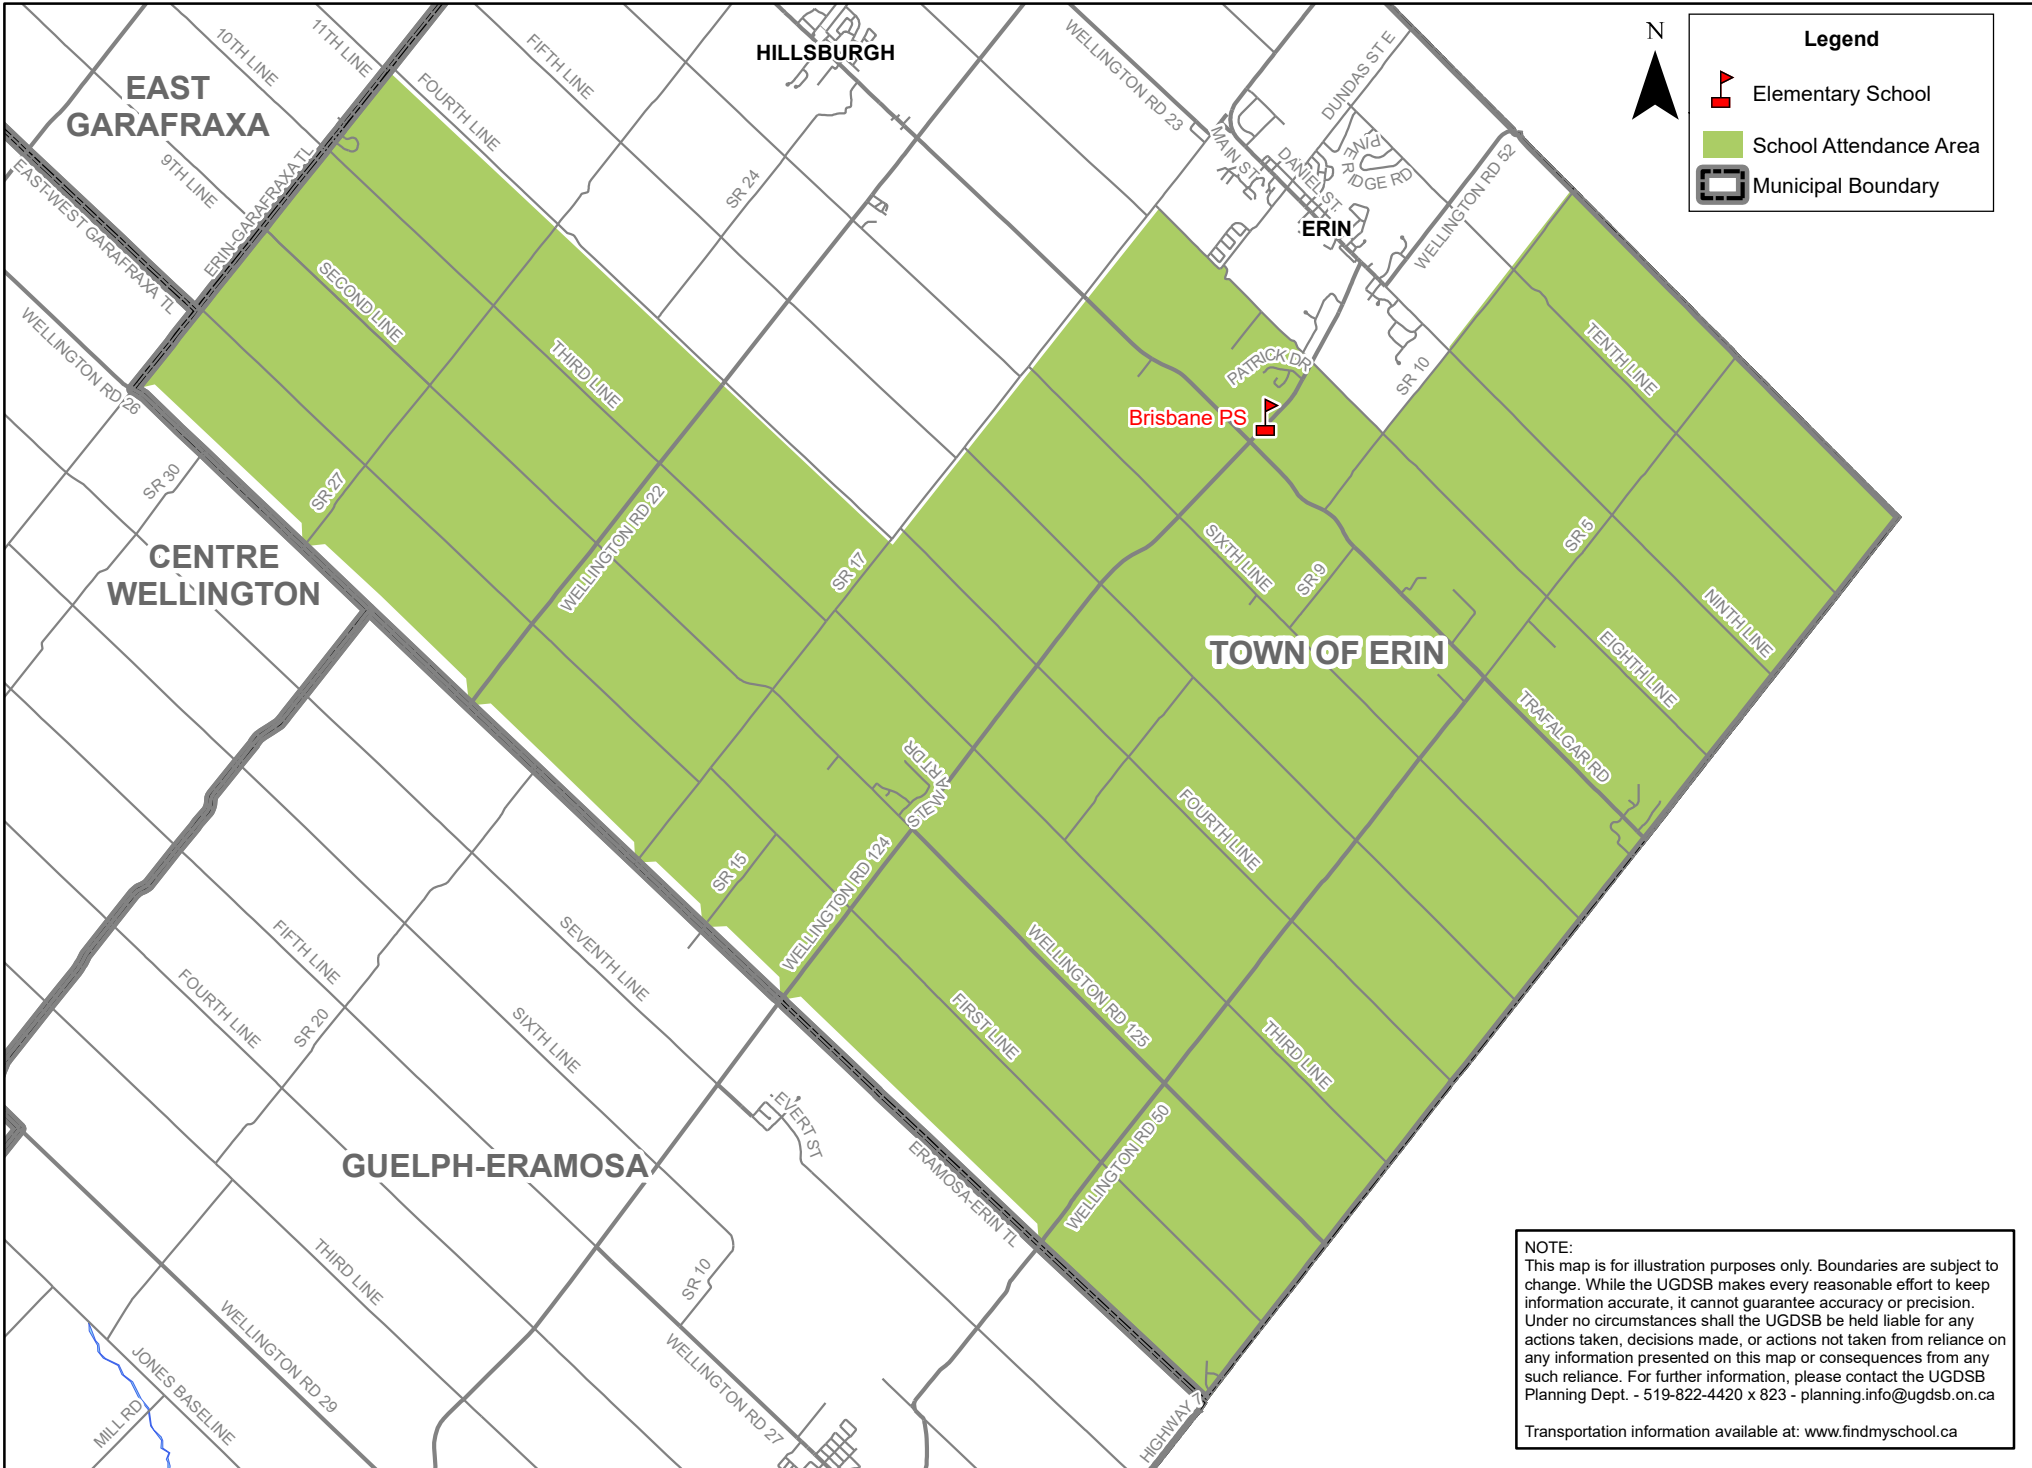 HILLSBURGH
EAST
GARAFRAXA
10TH LINE
11TH LINE
FIFTH LINE
FOURTH LINE
9TH LINE
EAST-WEST GARAFRAXA TL
ERIN-GARAFRAXA TL
SR 24
WELLINGTON RD 23
DUNDAS ST E
MAIN ST
DANIEL ST.
PINE RIDGE RD
WELLINGTON RD 52
ERIN
N
Legend
Elementary School
School Attendance Area
Municipal Boundary
WELLINGTON RD 26
SECOND LINE
THIRD LINE
PATRICK DR
SR 10
TENTH LINE
Brisbane PS
SR 30
SR 27
WELLINGTON RD 22
SR 17
SIXTH LINE
SR 9
SR 5
NINTH LINE
EIGHTH LINE
CENTRE
WELLINGTON
TOWN OF ERIN
TRAFALGAR RD
STEWART DR
FOURTH LINE
SR 15
WELLINGTON RD 124
WELLINGTON RD 125
FIRST LINE
THIRD LINE
SEVENTH LINE
FIFTH LINE
FOURTH LINE
SR 20
SIXTH LINE
EVERT ST
ERAMOSA-ERIN TL
WELLINGTON RD 50
GUELPH-ERAMOSA
THIRD LINE
SR 10
WELLINGTON RD 29
WELLINGTON RD 27
JONES BASELINE
MILL RD
HIGHWAY 7
NOTE:
This map is for illustration purposes only. Boundaries are subject to
change. While the UGDSB makes every reasonable effort to keep
information accurate, it cannot guarantee accuracy or precision.
Under no circumstances shall the UGDSB be held liable for any
actions taken, decisions made, or actions not taken from reliance on
any information presented on this map or consequences from any
such reliance. For further information, please contact the UGDSB
Planning Dept. - 519-822-4420 x 823 - planning.info@ugdsb.on.ca
Transportation information available at: www.findmyschool.ca